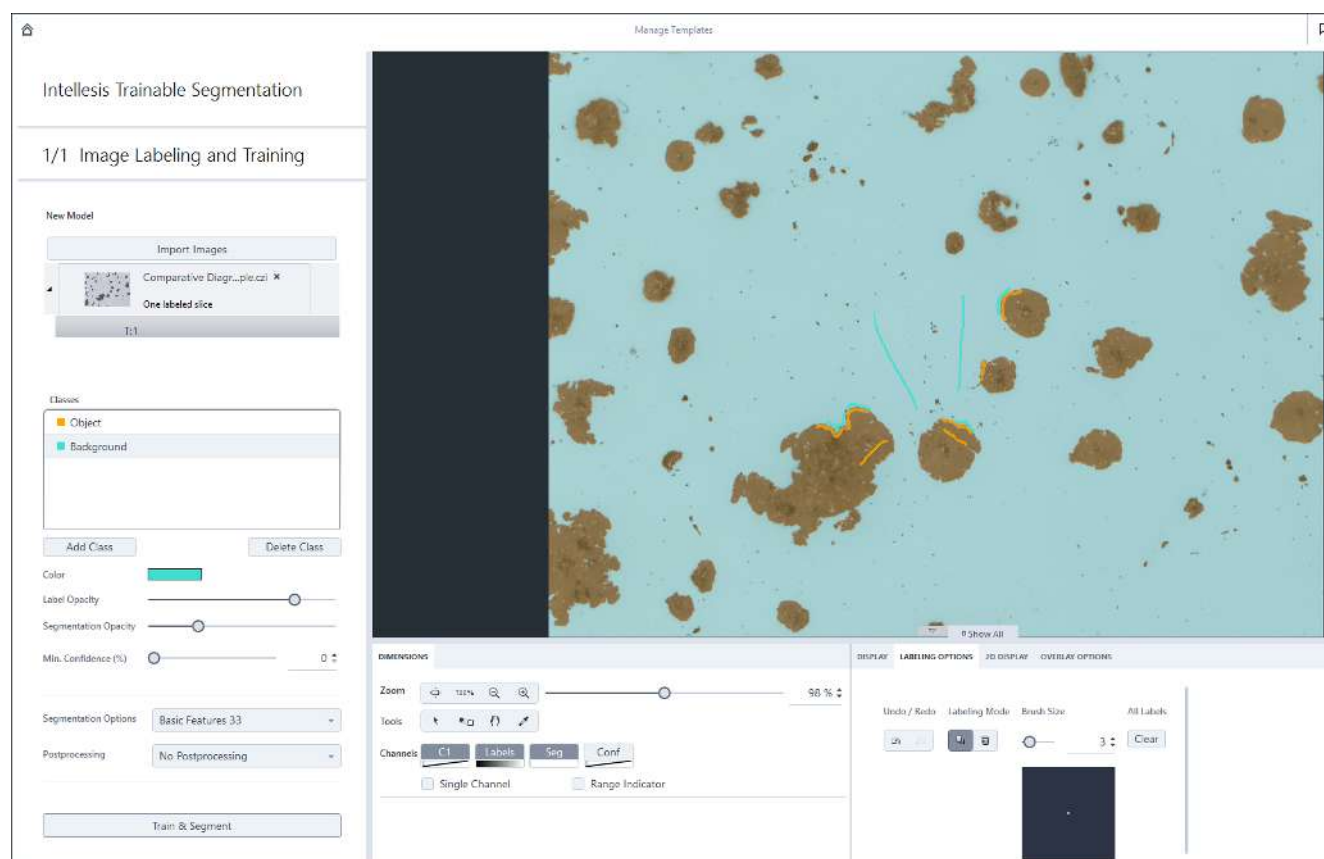 Manage Templates
Intellesis Trainable Segmentation
1/1 Image Labeling and Training
New Model
Import Images
Comparative Diagr...ple.czi ×
One labeled slice
T:1
Classes
Object
Background
Add Class Delete Class
Color
Label Opacity
Segmentation Opacity
Min. Confidence (%) 0
Segmentation Options Basic Features 33
Postprocessing No Postprocessing
Train & Segment
Show All
DIMENSIONS
Zoom 100% 98 %
Tools
Channels C1 Labels Seg Conf
Single Channel Range Indicator
DISPLAY LABELING OPTIONS 2D DISPLAY OVERLAY OPTIONS
Undo / Redo Labeling Mode Brush Size All Labels
3 Clear